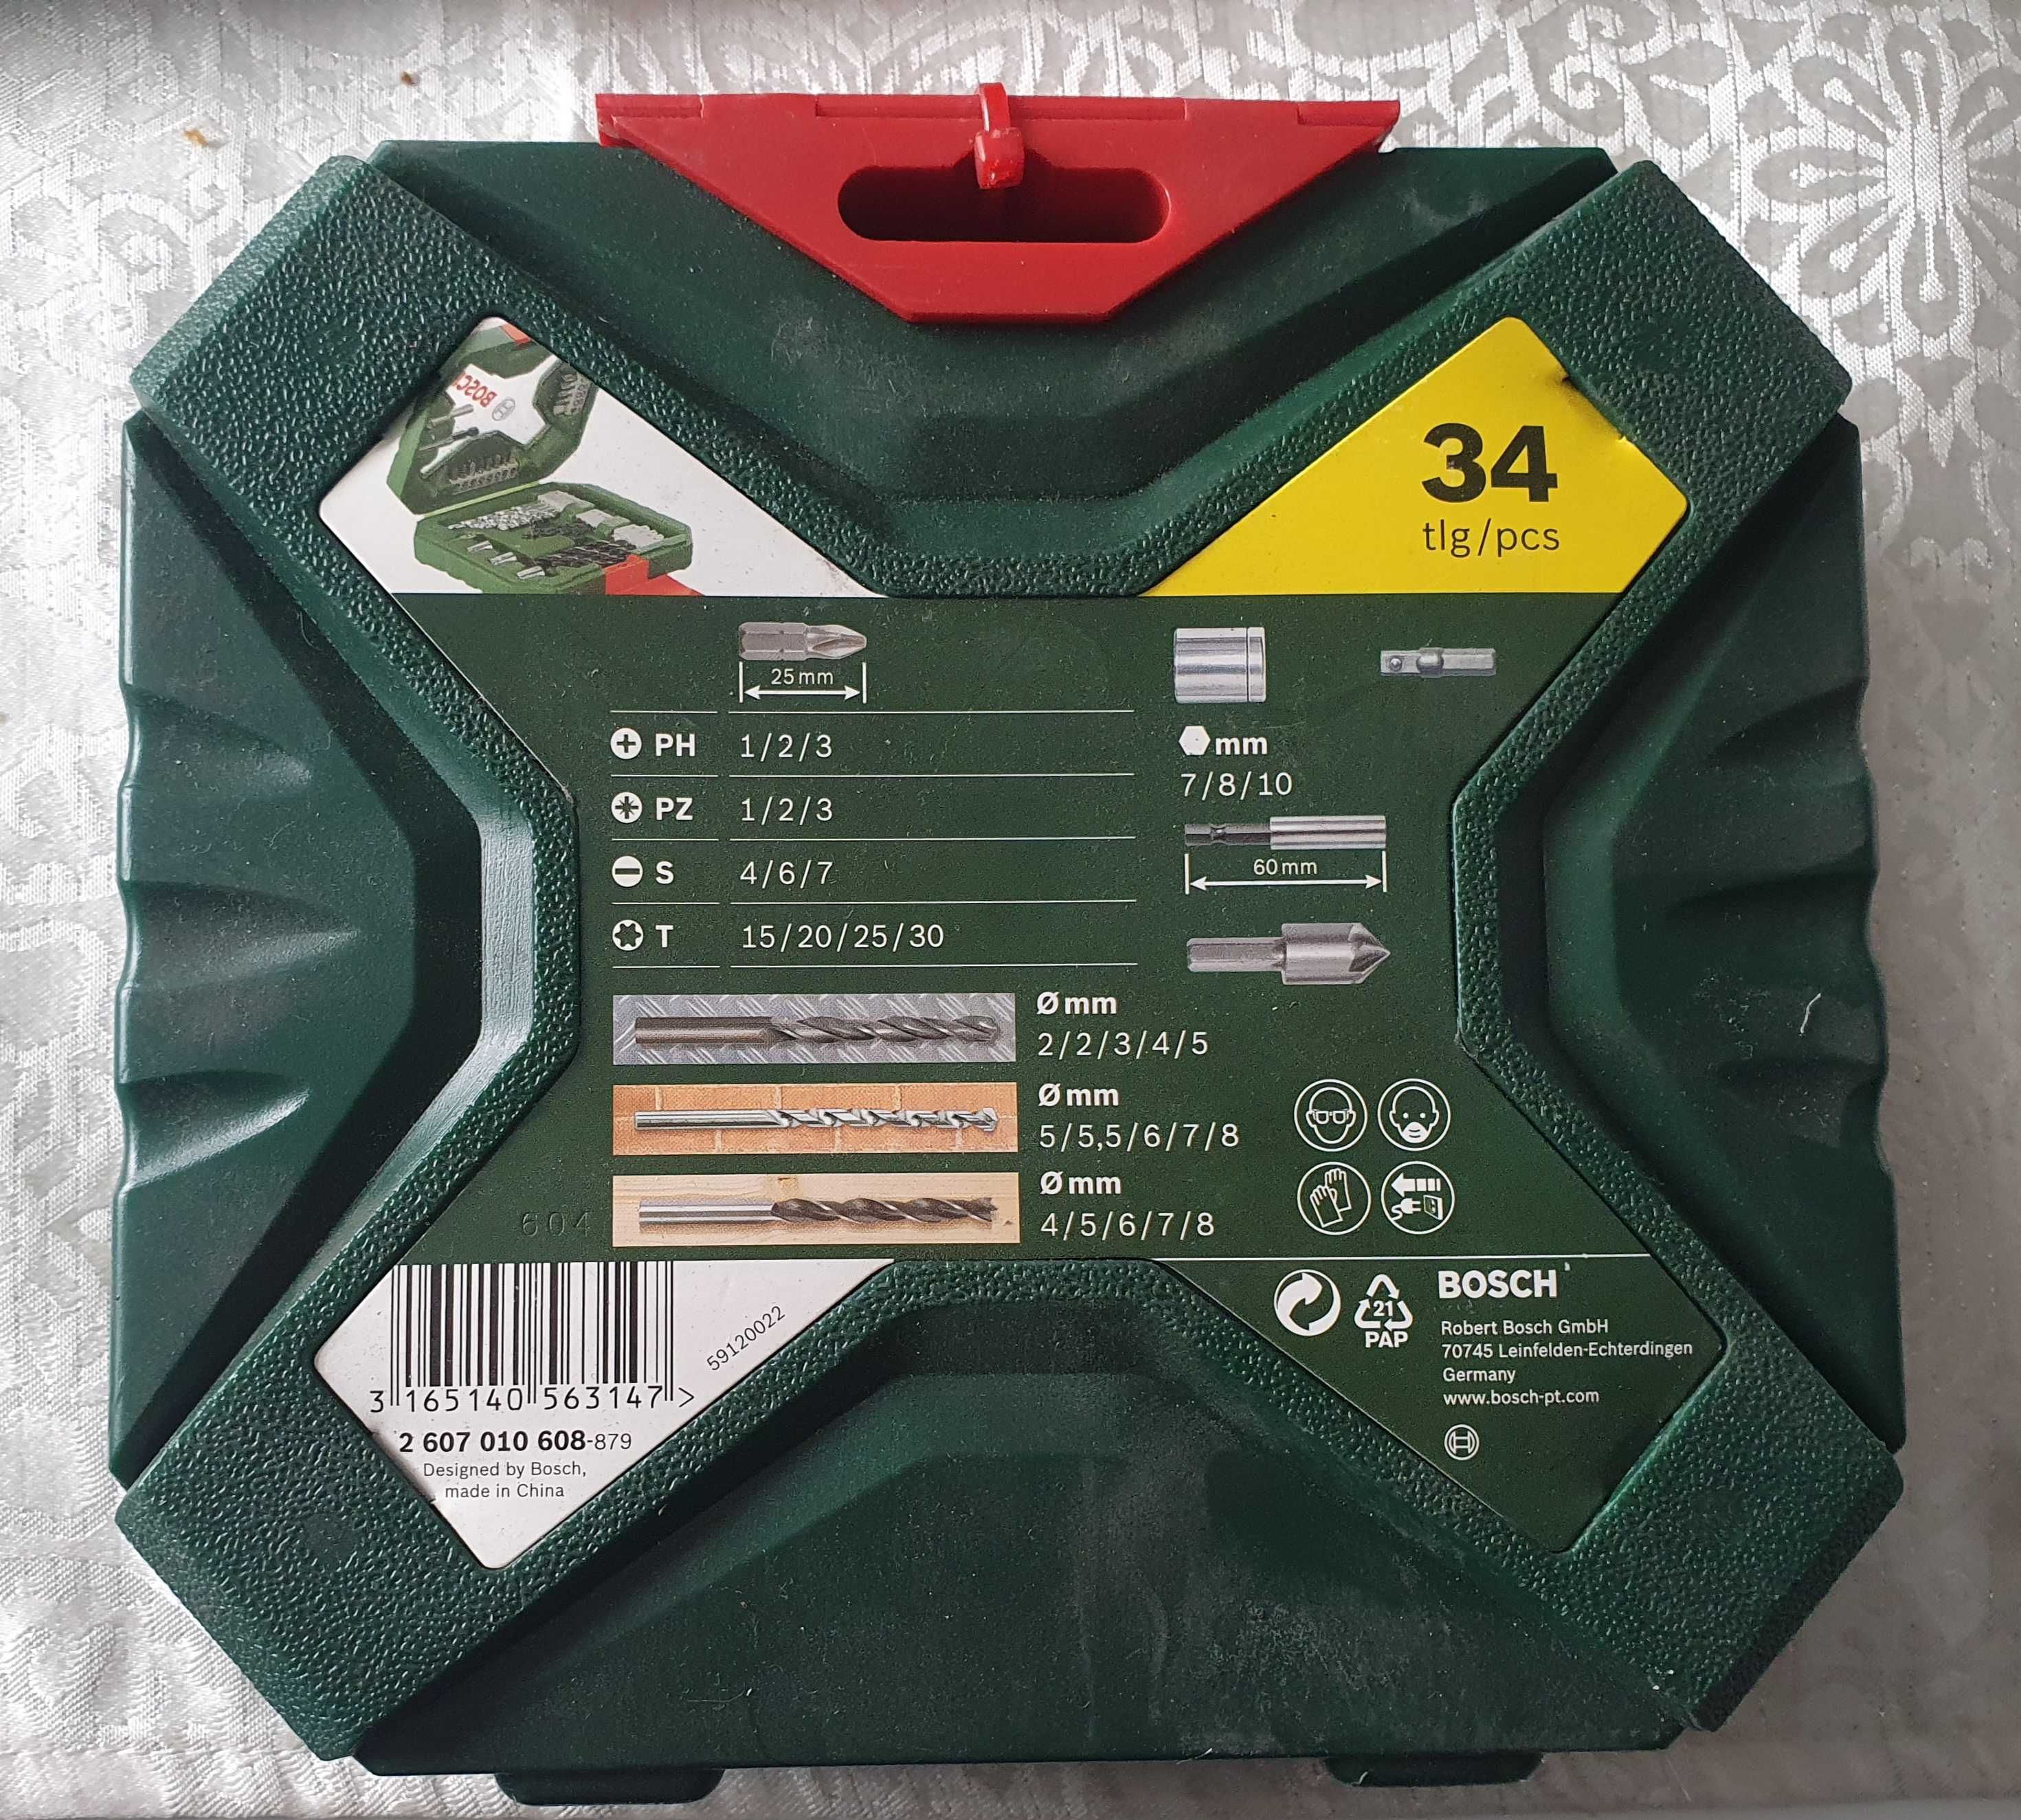 BOSCH
34
tlg/pcs
25 mm
PH 1/2/3
PZ 1/2/3
S 4/6/7
T 15/20/25/30
mm
7/8/10
60 mm
Ø mm
2/2/3/4/5
Ø mm
5/5,5/6/7/8
Ø mm
4/5/6/7/8
604
3 165140 563147 >
59120022
2 607 010 608-879
Designed by Bosch,
made in China
21
PAP
BOSCH
Robert Bosch GmbH
70745 Leinfelden-Echterdingen
Germany
www.bosch-pt.com